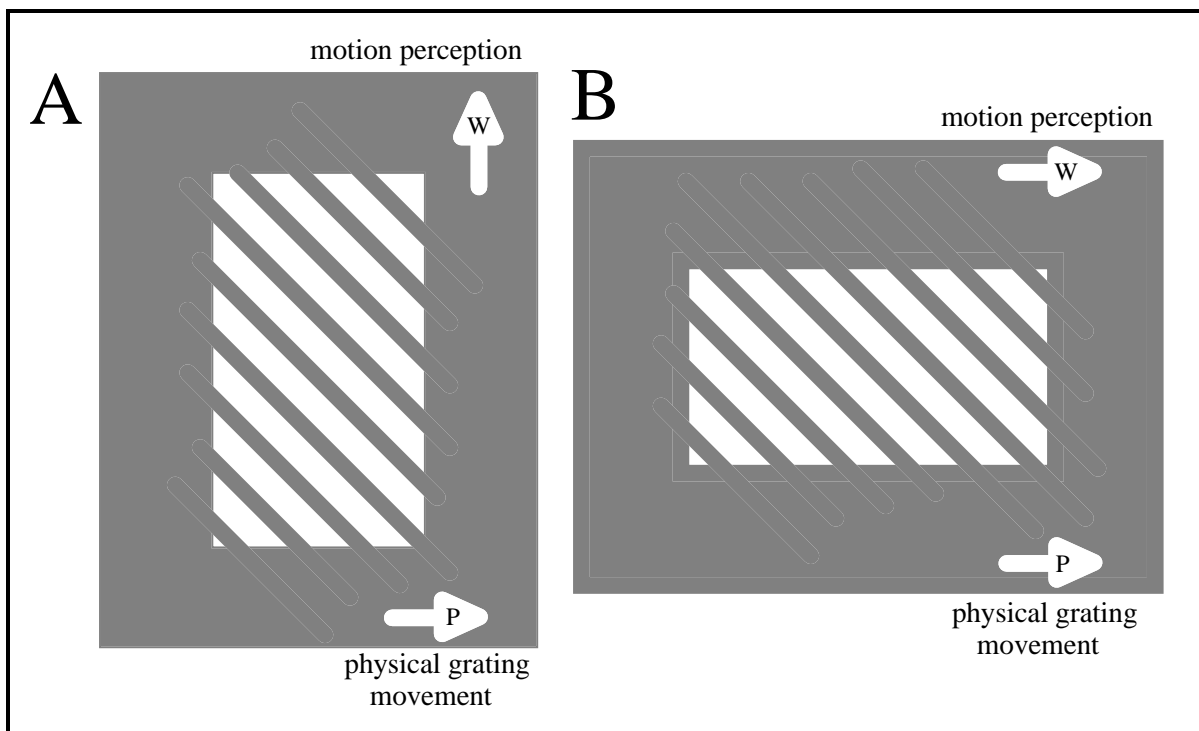 A
motion perception
W
P
physical grating
movement
B
motion perception
W
P
physical grating
movement